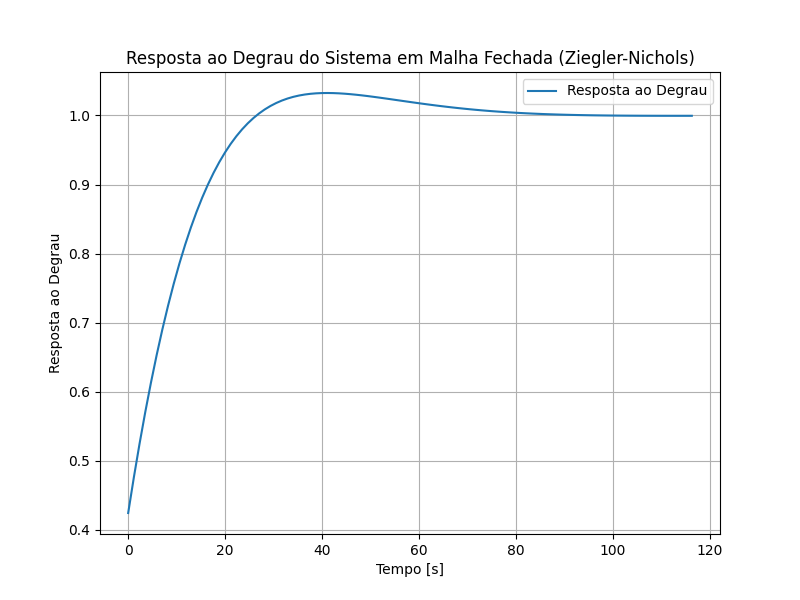 Resposta ao Degrau do Sistema em Malha Fechada (Ziegler-Nichols)
Resposta ao Degrau
1.0
0.9
0.8
0.7
0.6
0.5
0.4
Resposta ao Degrau
0 20 40 60 80 100 120
Tempo [s]